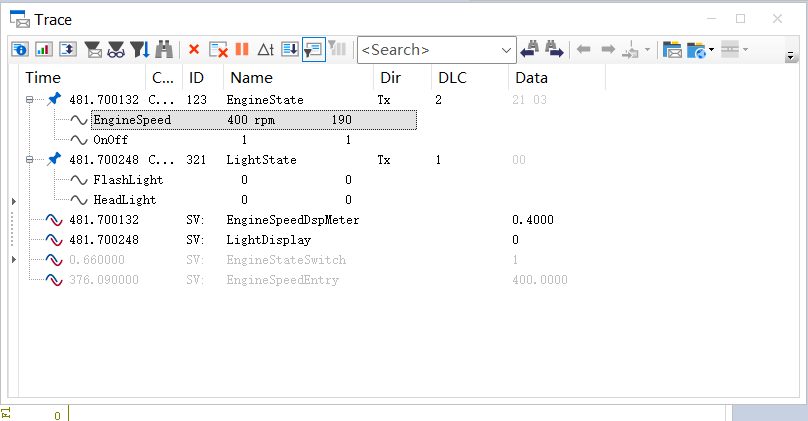 Trace
<Search>
Time C... ID Name Dir DLC Data
481.700132 C... 123 EngineState Tx 2 21 03
EngineSpeed 400 rpm 190
OnOff 1 1
481.700248 C... 321 LightState Tx 1 00
FlashLight 0 0
HeadLight 0 0
481.700132 SV: EngineSpeedDspMeter 0.4000
481.700248 SV: LightDisplay 0
0.660000 SV: EngineStateSwitch 1
376.090000 SV: EngineSpeedEntry 400.0000
Fl 0